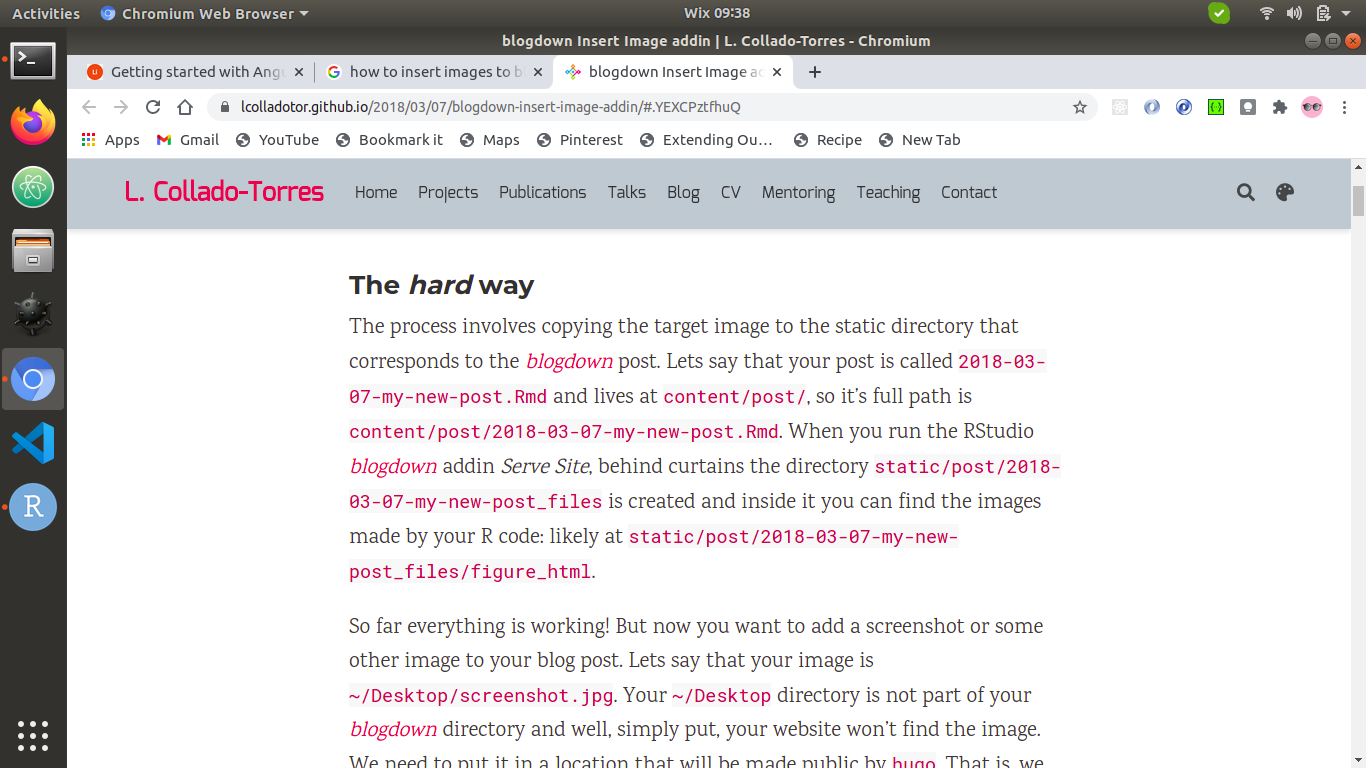 Activities Chromium Web Browser Wix 09:38
blogdown Insert Image addin | L. Collado-Torres - Chromium
Getting started with Angu how to insert images to b blogdown Insert Image ad
lcolladotor.github.io/2018/03/07/blogdown-insert-image-addin/#.YEXCPztfhuQ
Apps Gmail YouTube Bookmark it Maps Pinterest Extending Ou... Recipe New Tab
L. Collado-Torres Home Projects Publications Talks Blog CV Mentoring Teaching Contact
The hard way
The process involves copying the target image to the static directory that
corresponds to the blogdown post. Lets say that your post is called 2018-03-
07-my-new-post.Rmd and lives at content/post/, so it's full path is
content/post/2018-03-07-my-new-post.Rmd. When you run the RStudio
blogdown addin Serve Site, behind curtains the directory static/post/2018-
03-07-my-new-post_files is created and inside it you can find the images
made by your R code: likely at static/post/2018-03-07-my-new-
post_files/figure_html.
So far everything is working! But now you want to add a screenshot or some
other image to your blog post. Lets say that your image is
~/Desktop/screenshot.jpg. Your ~/Desktop directory is not part of your
blogdown directory and well, simply put, your website won't find the image.
We need to put it in a location that will be made public by hugo. That is, we